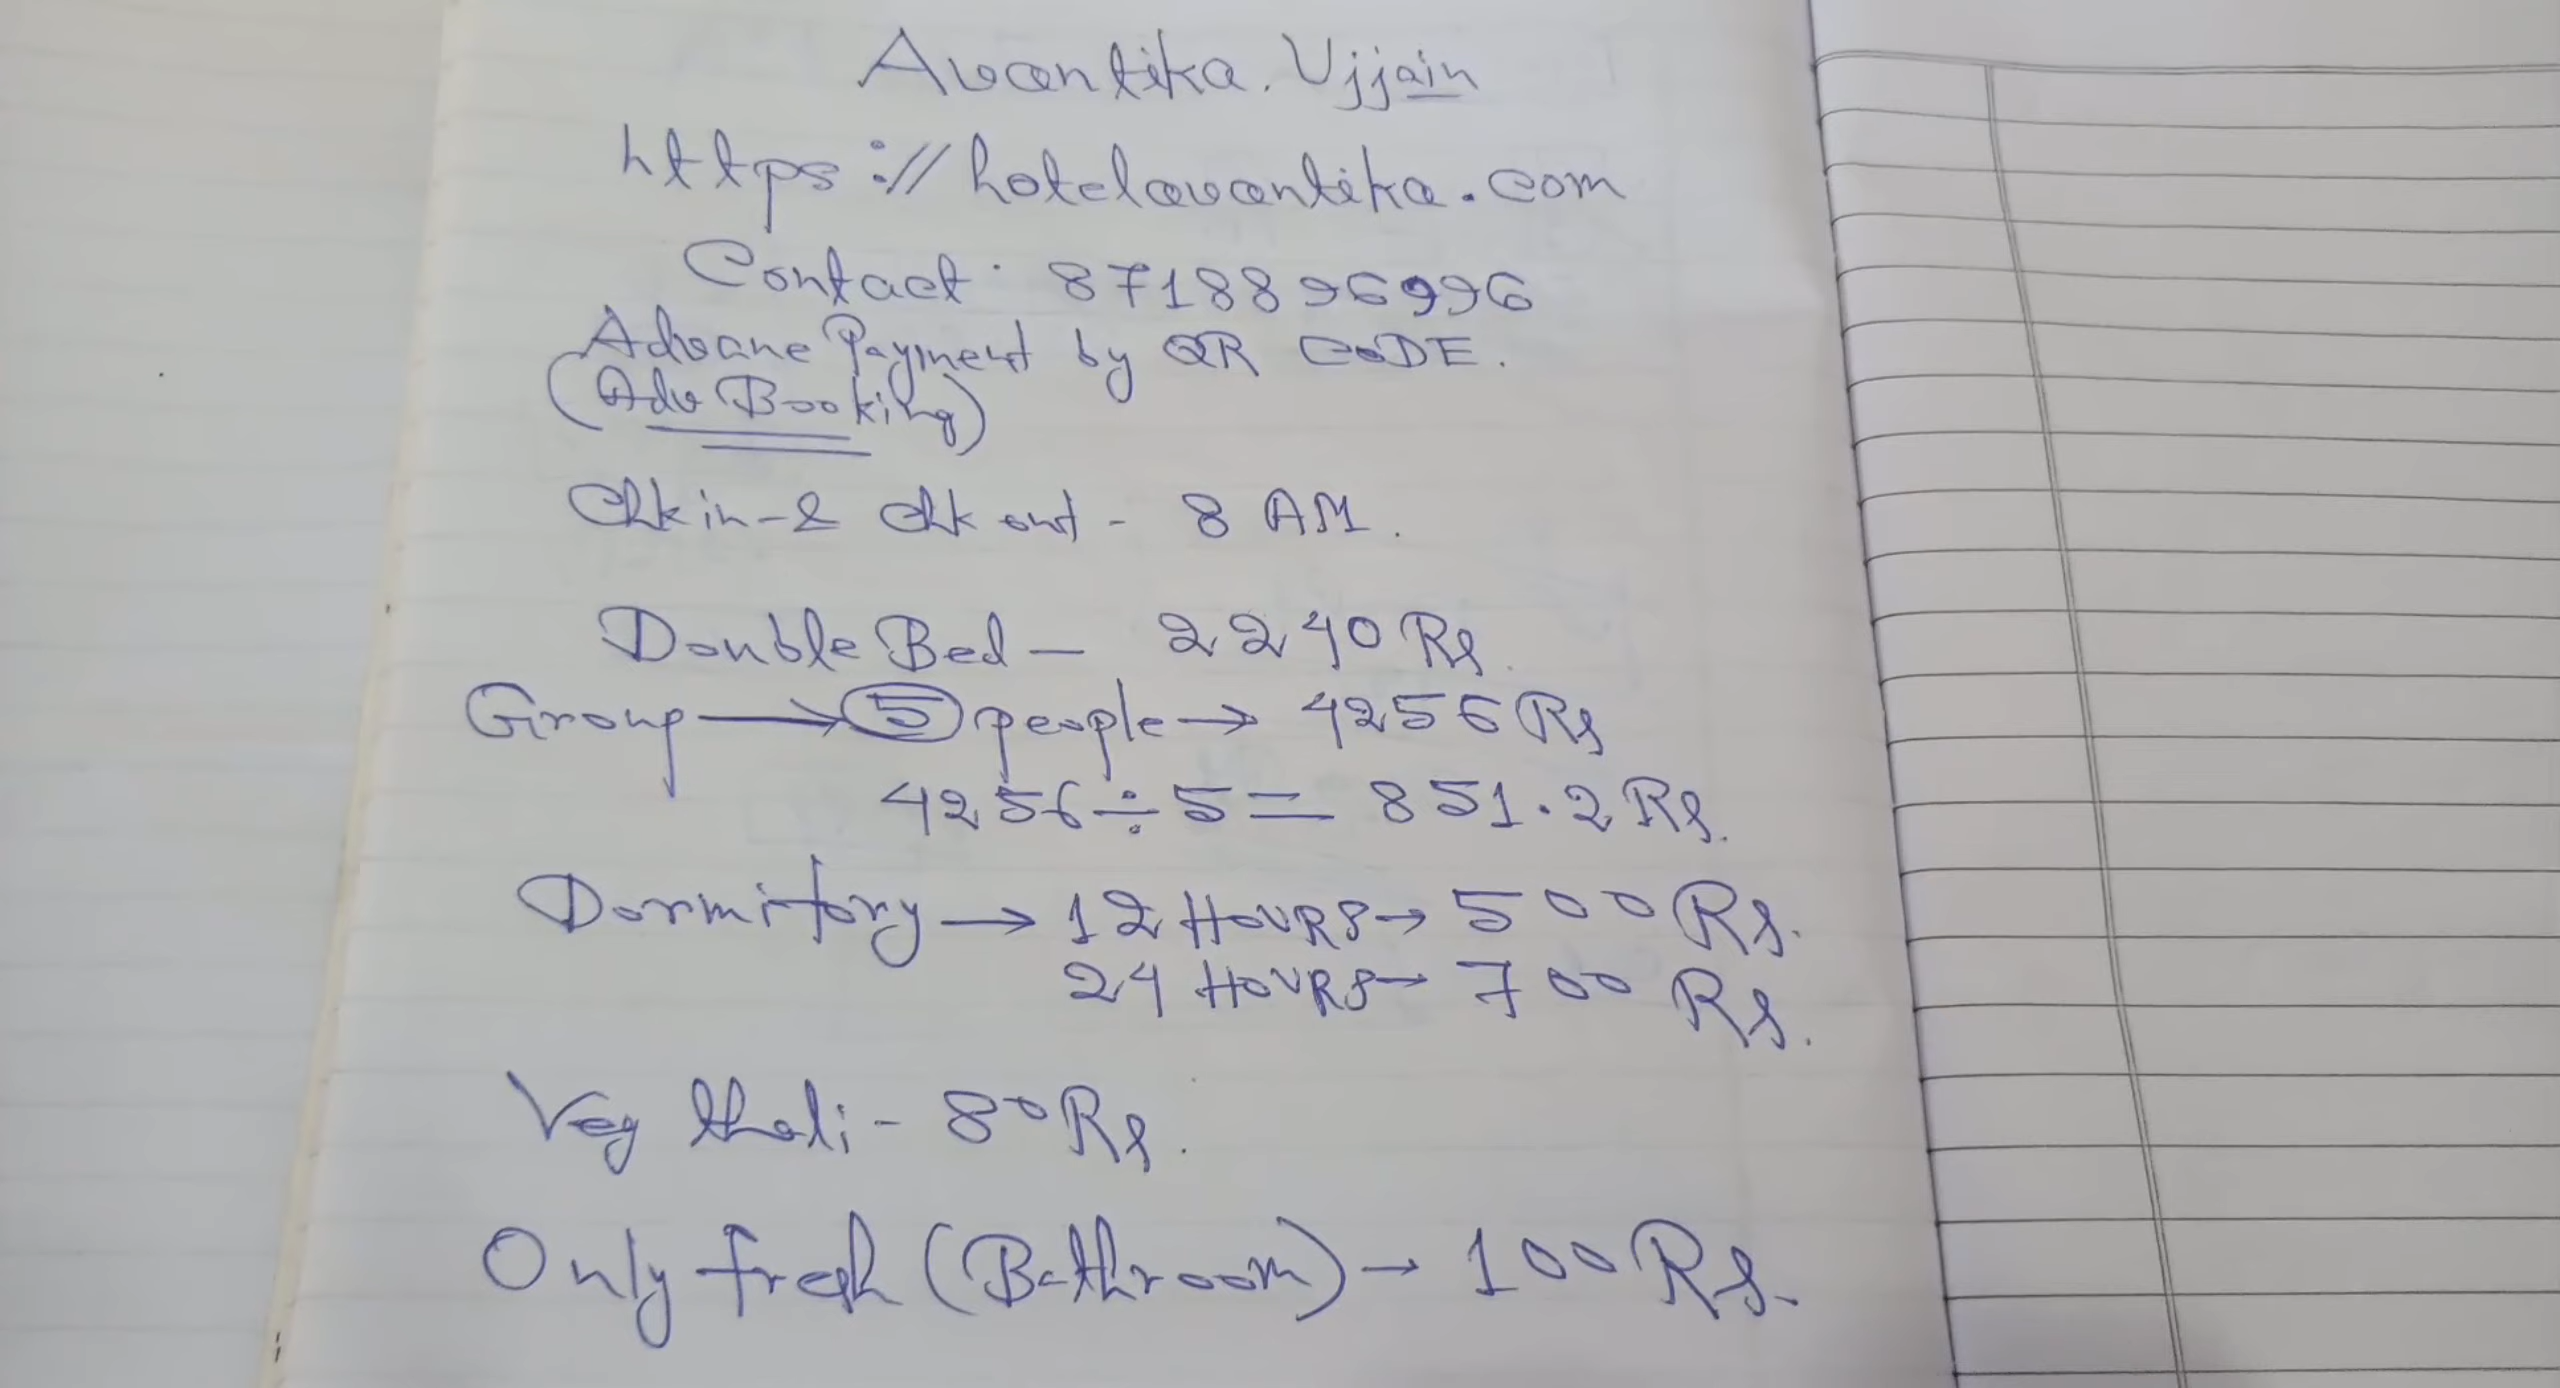 Avantika. Ujjain
https://hotelavantika.com
Contact. 8718896996
Advane Payment by QR CODE.
(Adv Booking)
Chk in - & chk out - 8 AM.
Double Bed - 2240 Rs.
Group → 5 people → 4256 Rs
4256 ÷ 5 = 851.2 Rs.
Dormitory → 12 HOURS → 500 Rs.
24 HOURS → 700 Rs.
Veg thali - 80 Rs.
Only fresh (Bathroom) → 100 Rs.